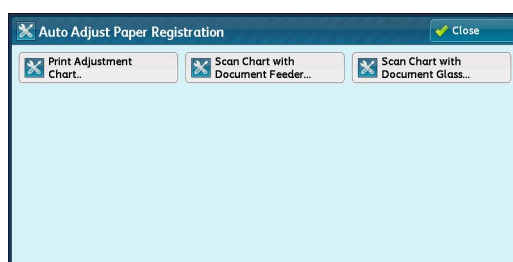 Auto Adjust Paper Registration
Close
Print Adjustment
Chart..
Scan Chart with
Document Feeder...
Scan Chart with
Document Glass...